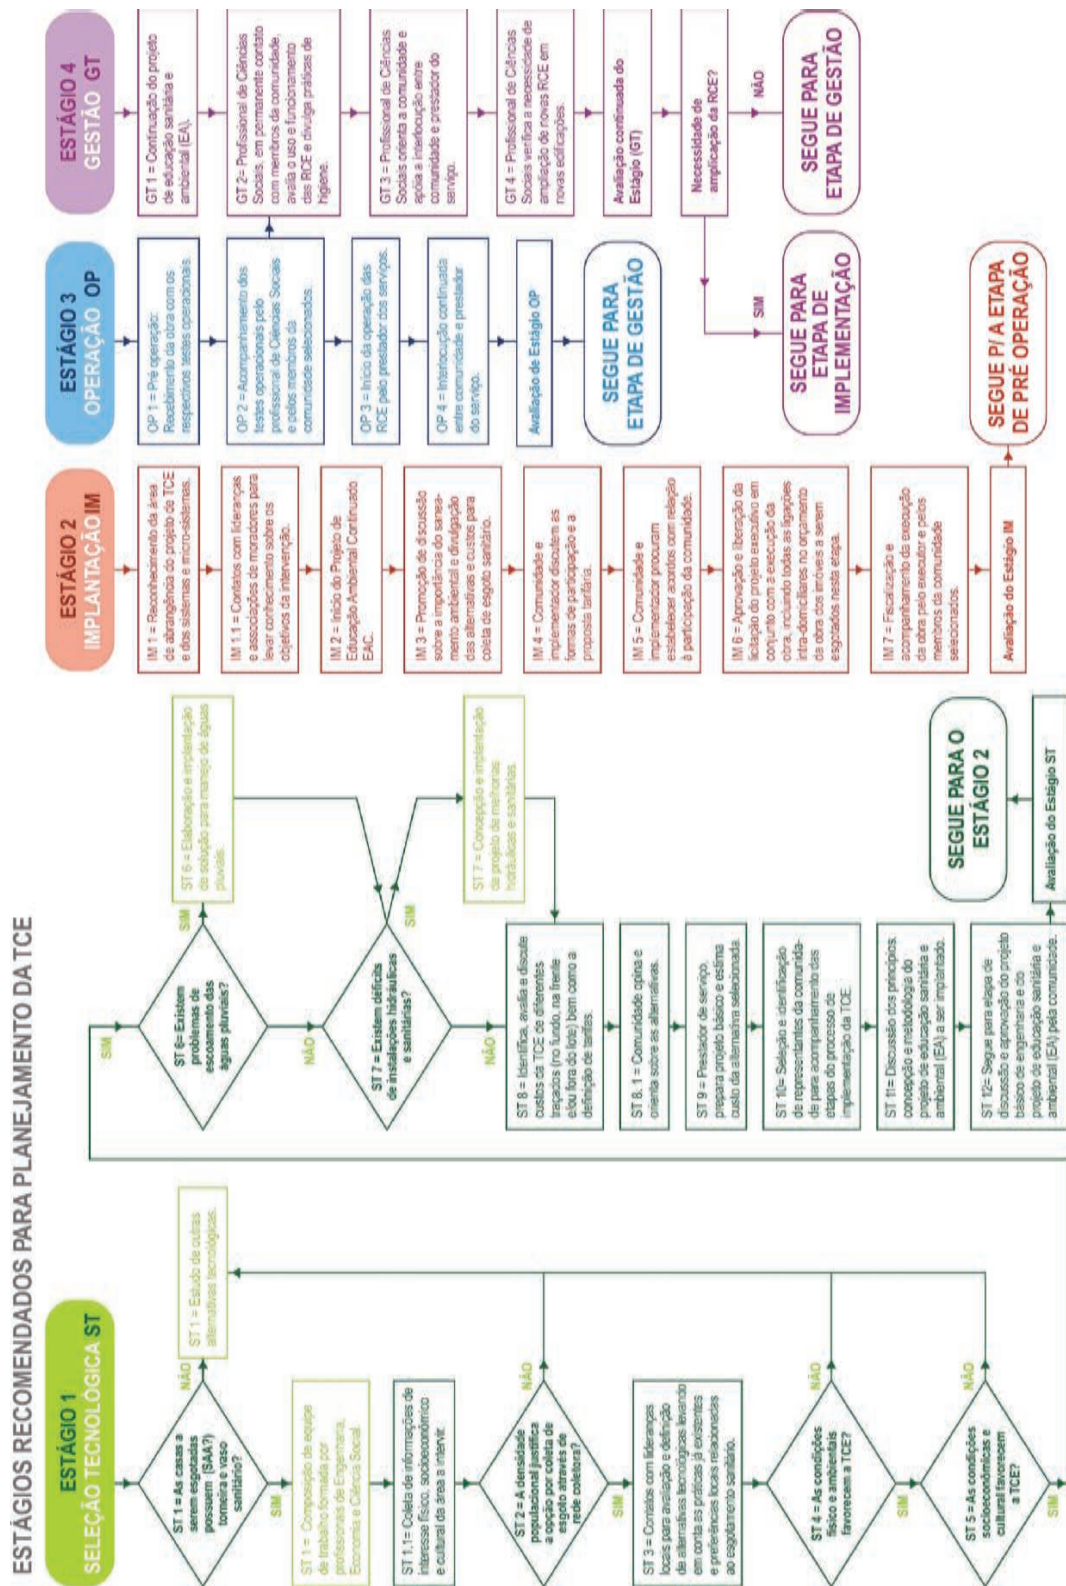 ESTÁGIOS RECOMENDADOS PARA PLANEJAMENTO DA TCE
ESTÁGIO 1
SELEÇÃO TECNOLÓGICA ST
ST 1 = As casas a
serem esgotadas
possuem (SAA?)
torneira e vaso
sanitário?
NÃO
SIM
ST 1 = Estudo de outras
alternativas tecnológicas.
ST 1 = Composição de equipe
de trabalho formada por
profissionais de Engenharia,
Economia e Ciência Social.
ST 1.1= Coleta de informações de
interesse físico, socioeconômico
e cultural da área a intervir.
ST 2 = A densidade
populacional justifica
a opção por coleta de
esgoto através de
rede coletora?
NÃO
SIM
ST 3 = Contatos com lideranças
locais para avaliação e definição
de alternativas tecnológicas levando
em conta as práticas já existentes
e preferências locais relacionadas
ao esgotamento sanitário.
ST 4 = As condições
físico e ambientais
favorecem a TCE?
NÃO
SIM
ST 5 = As condições
socioeconômicas e
cultural favorecem
a TCE?
NÃO
SIM
SIM
ST 6= Existem
problemas de
escoamento das
águas pluviais?
SIM
NÃO
ST 6 = Elaboração e implantação
de solução para manejo de águas
pluviais.
ST 7 = Existem déficits
de instalações hidráulicas
e sanitárias?
SIM
NÃO
ST 7 = Concepção e implantação
de projeto de melhorias
hidráulicas e sanitárias.
ST 8 = Identifica, avalia e discute
custos da TCE de diferentes
traçados (no fundo, na frente
e/ou fora do lote) bem como a
definição de tarifas.
ST 8. 1 = Comunidade opina e
orienta sobre as alternativas.
ST 9 = Prestador de serviço,
prepara projeto básico e estima
custo da alternativa selecionada.
ST 10= Seleção e identificação
de representantes da comunida-
de para acompanhamento das
etapas do processo de
implementação da TCE.
ST 11= Discussão dos princípios,
concepção e metodologia do
projeto de educação sanitária e
ambiental (EA) a ser implantado.
ST 12= Segue para etapa de
discussão e aprovação do projeto
básico de engenharia e do
projeto de educação sanitária e
ambiental (EA) pela comunidade.
Avaliação do Estágio ST
SEGUE PARA O
ESTÁGIO 2
ESTÁGIO 2
IMPLANTAÇÃO IM
IM 1 = Reconhecimento da área
de abrangência do projeto de TCE
e dos sistemas e micro-sistemas.
IM 1.1 = Contatos com lideranças
e associações de moradores para
levar conhecimento sobre os
objetivos da intervenção.
IM 2 = Início do Projeto de
Educação Ambiental Continuado
EAC.
IM 3 = Promoção de discussão
sobre a importância do sanea-
mento ambiental e divulgação
das alternativas e custos para
coleta de esgoto sanitário.
IM 4 = Comunidade e
implementador discutem as
formas de participação e a
proposta tarifária.
IM 5 = Comunidade e
implementador procuram
estabelecer acordos com relação
à participação da comunidade.
IM 6 = Aprovação e liberação da
licitação do projeto executivo em
conjunto com a execução da
obra, incluindo todas as ligações
intra-domiciliares no orçamento
da obra dos imóveis a serem
esgotados nesta etapa.
IM 7 = Fiscalização e
acompanhamento da execução
da obra pelo executor e pelos
membros da comunidade
selecionados.
Avaliação do Estágio IM
SEGUE P/ A ETAPA
DE PRÉ OPERAÇÃO
ESTÁGIO 3
OPERAÇÃO OP
OP 1 = Pré operação:
Recebimento da obra com os
respectivos testes operacionais.
OP 2 = Acompanhamento dos
testes operacionais pelo
profissional de Ciências Sociais
e pelos membros da
comunidade selecionados.
OP 3 = Início da operação das
RCE pelo prestador dos serviços.
OP 4 = Interlocução continuada
entre comunidade e prestador
do serviço.
Avaliação de Estágio OP
SEGUE PARA
ETAPA DE GESTÃO
ESTÁGIO 4
GESTÃO GT
GT 1 = Continuação do projeto
de educação sanitária e
ambiental (EA).
GT 2= Profissional de Ciências
Sociais, em permanente contato
com membros da comunidade,
avalia o uso e funcionamento
das RCE e divulga práticas de
higiene.
GT 3 = Profissional de Ciências
Sociais orienta a comunidade e
apóia a interlocução entre
comunidade e prestador do
serviço.
GT 4 = Profissional de Ciências
Sociais verifica a necessidade de
ampliação de novas RCE em
novas edificações.
Avaliação continuada do
Estágio (GT)
Necessidade de
amplicação da RCE?
SIM
NÃO
SEGUE PARA
ETAPA DE
IMPLEMENTAÇÃO
SEGUE PARA
ETAPA DE GESTÃO